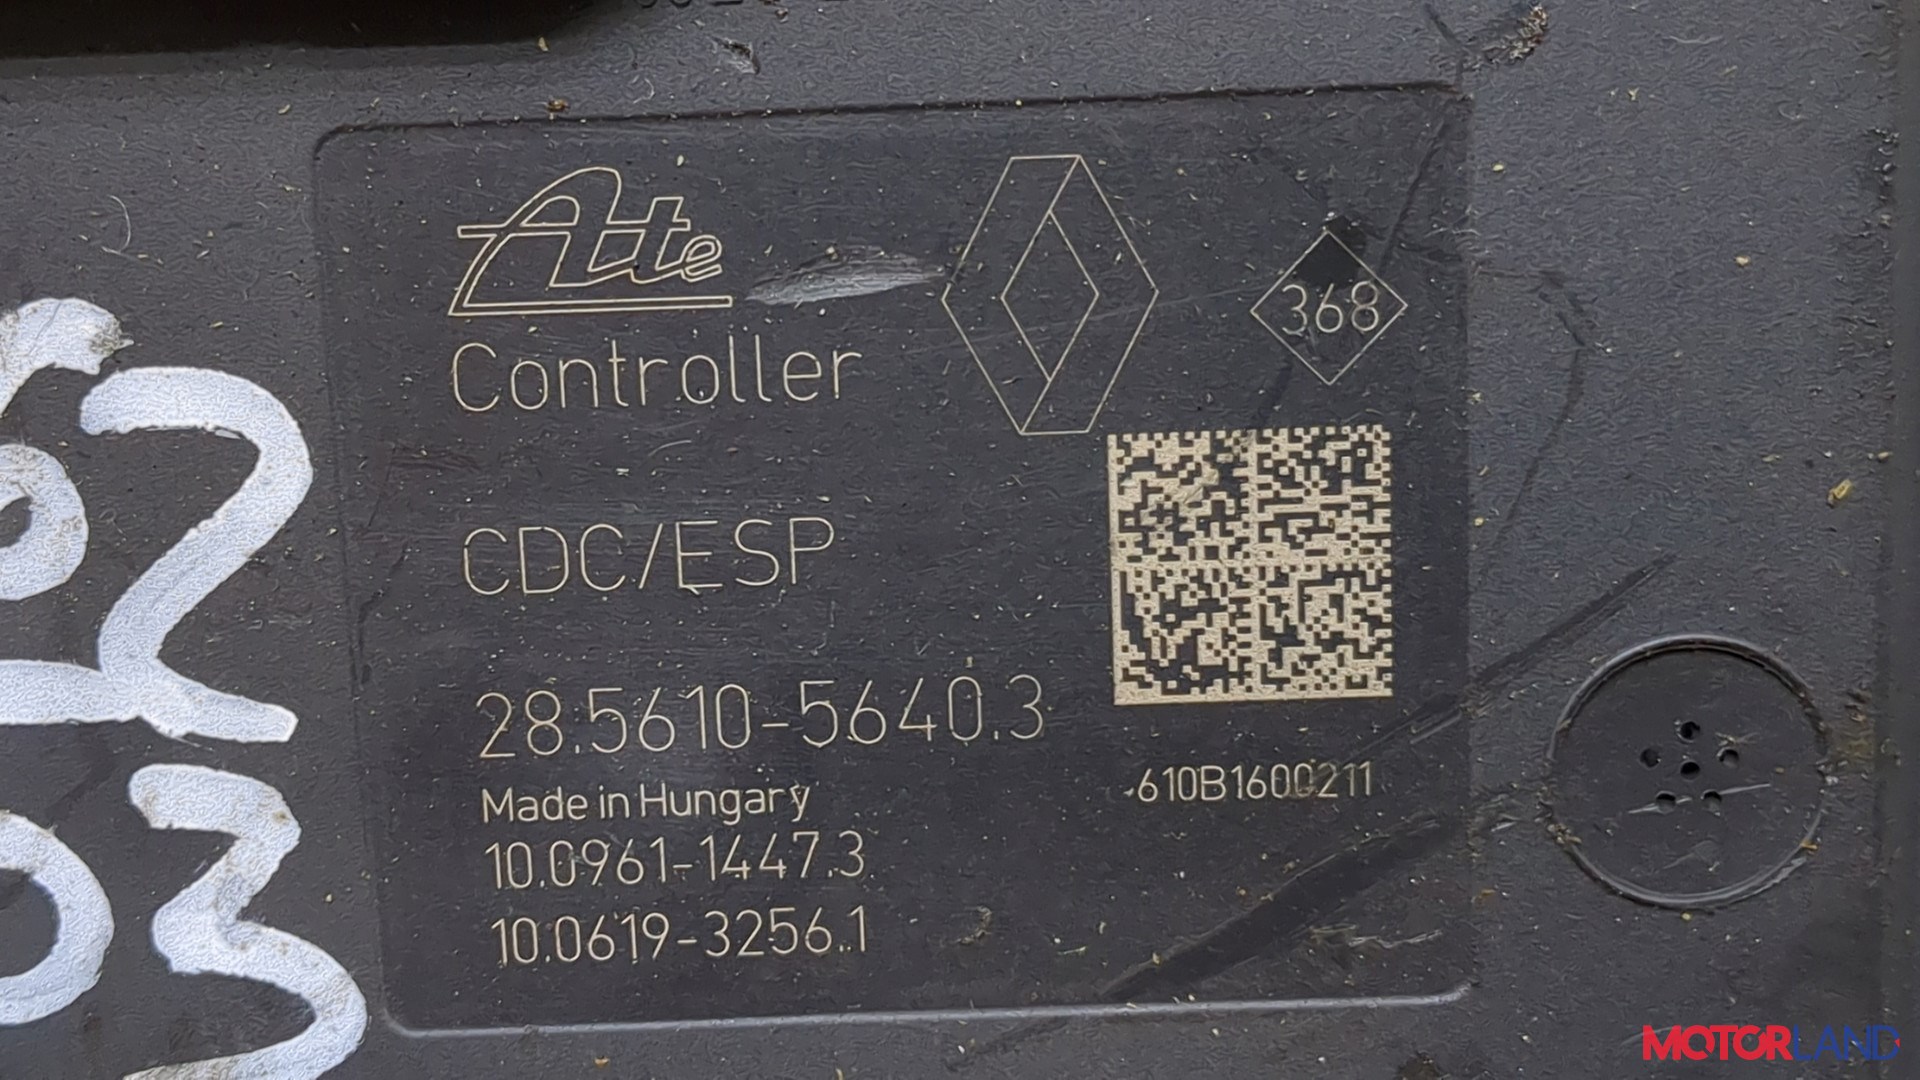 Ate
368
Controller
CDC/ESP
28.5610-5640.3
Made in Hungary
610B1600211
10.0961-1447.3
10.0619-3256.1
MOTORLAND